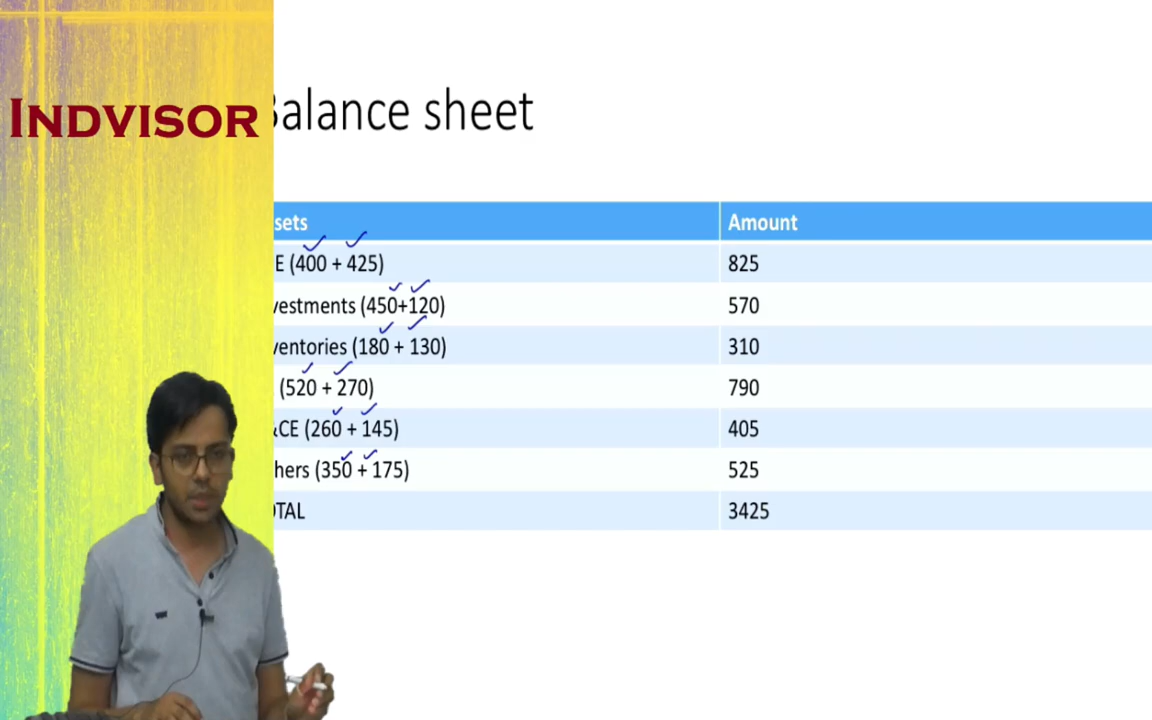 INDVISOR
Balance sheet
sets Amount
E (400 + 425) 825
vestments (450+120) 570
ventories (180 + 130) 310
(520 + 270) 790
&CE (260 + 145) 405
hers (350 + 175) 525
OTAL 3425